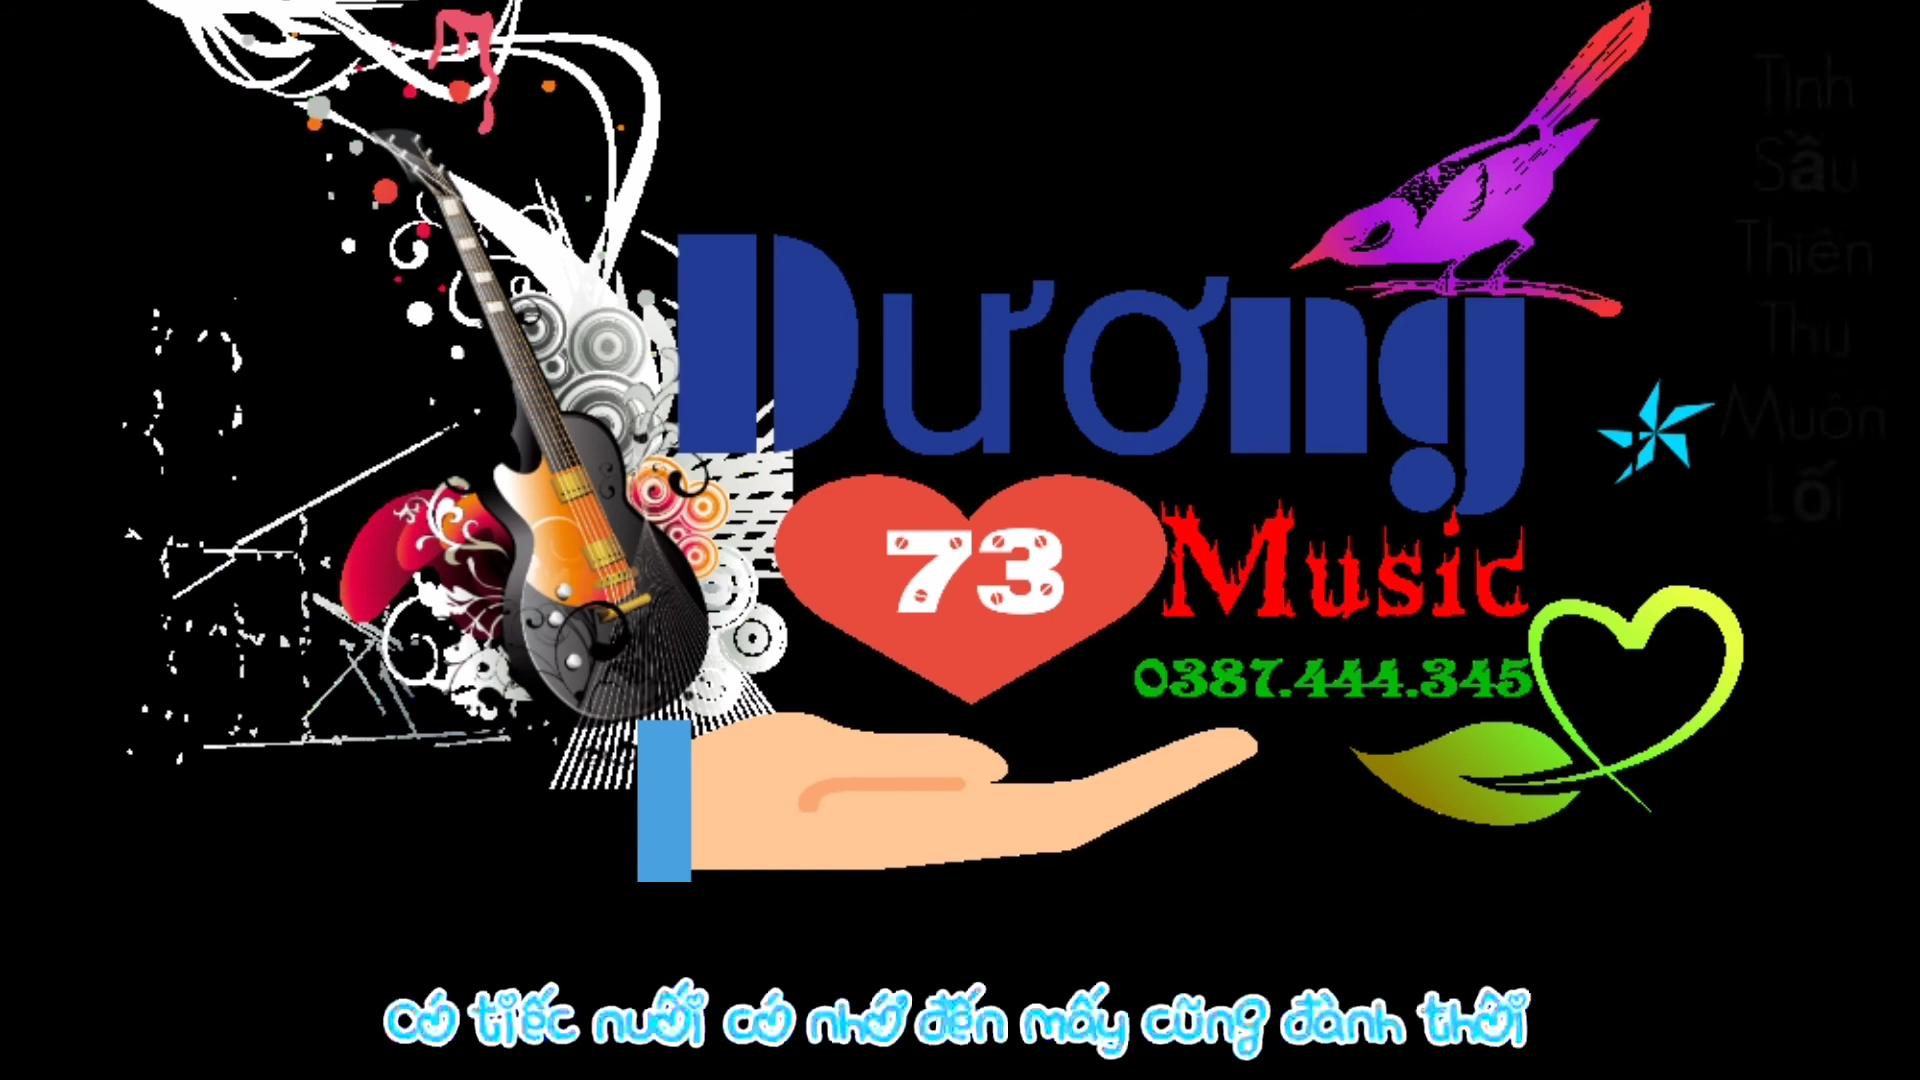 Dương
73
Music
0387.444.345
Tình
Sầu
Thiên
Thu
Muôn
Lối
Có tiếc nuối có nhớ đến mấy cũng đành thôi